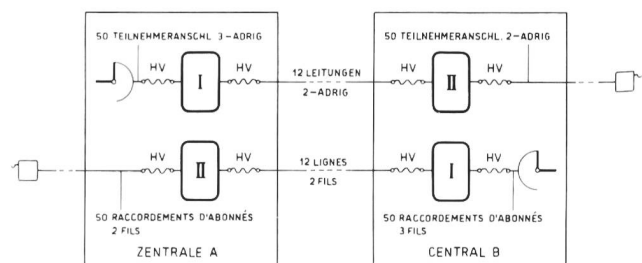 50 TEILNEHMERANSCHL. 3-ADRIG
50 TEILNEHMERANSCHL. 2-ADRIG
HV
HV
HV
HV
I
12 LEITUNGEN
2-ADRIG
II
HV
HV
HV
HV
II
12 LIGNES
2 FILS
I
50 RACCORDEMENTS D'ABONNÉS
2 FILS
50 RACCORDEMENTS D'ABONNÉS
3 FILS
ZENTRALE A
CENTRAL B